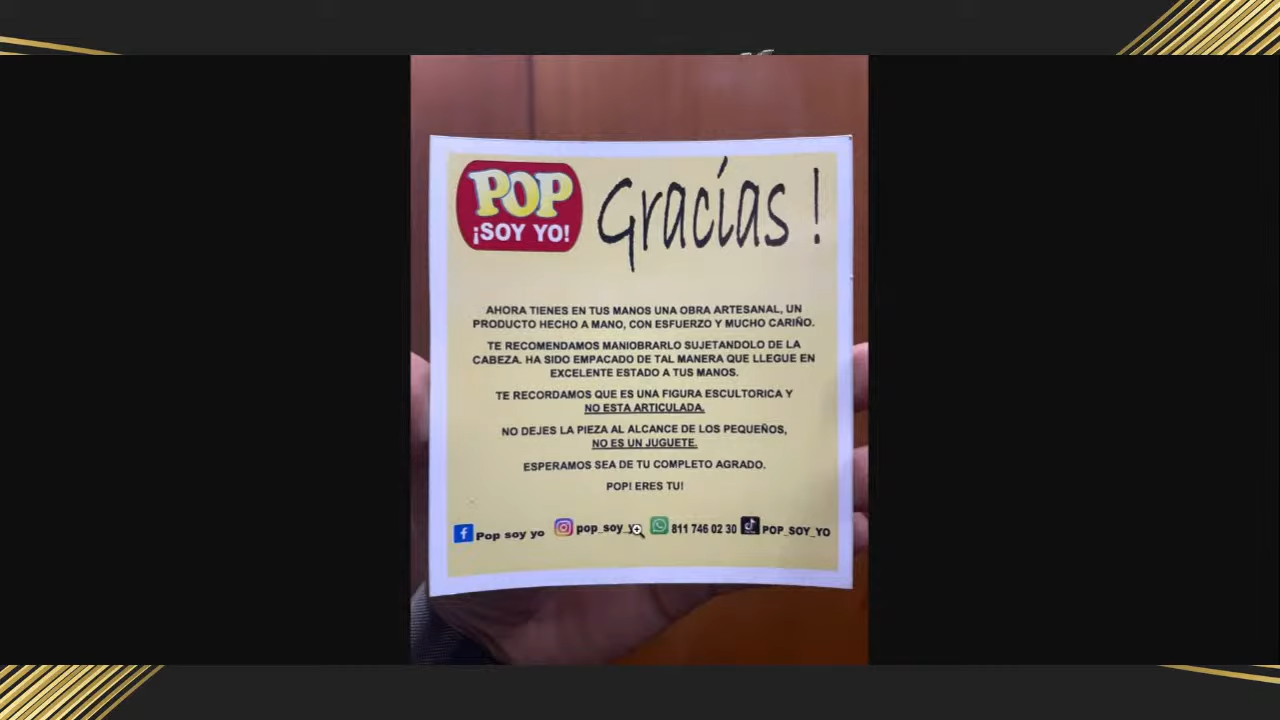 POP
¡SOY YO!
Gracias !
AHORA TIENES EN TUS MANOS UNA OBRA ARTESANAL, UN
PRODUCTO HECHO A MANO, CON ESFUERZO Y MUCHO CARIÑO.
TE RECOMENDAMOS MANIOBRARLO SUJETANDOLO DE LA
CABEZA. HA SIDO EMPACADO DE TAL MANERA QUE LLEGUE EN
EXCELENTE ESTADO A TUS MANOS.
TE RECORDAMOS QUE ES UNA FIGURA ESCULTORICA Y
NO ESTA ARTICULADA.
NO DEJES LA PIEZA AL ALCANCE DE LOS PEQUEÑOS,
NO ES UN JUGUETE.
ESPERAMOS SEA DE TU COMPLETO AGRADO.
POP! ERES TU!
Pop soy yo pop_soy_yo 811 746 02 30 POP_SOY_YO